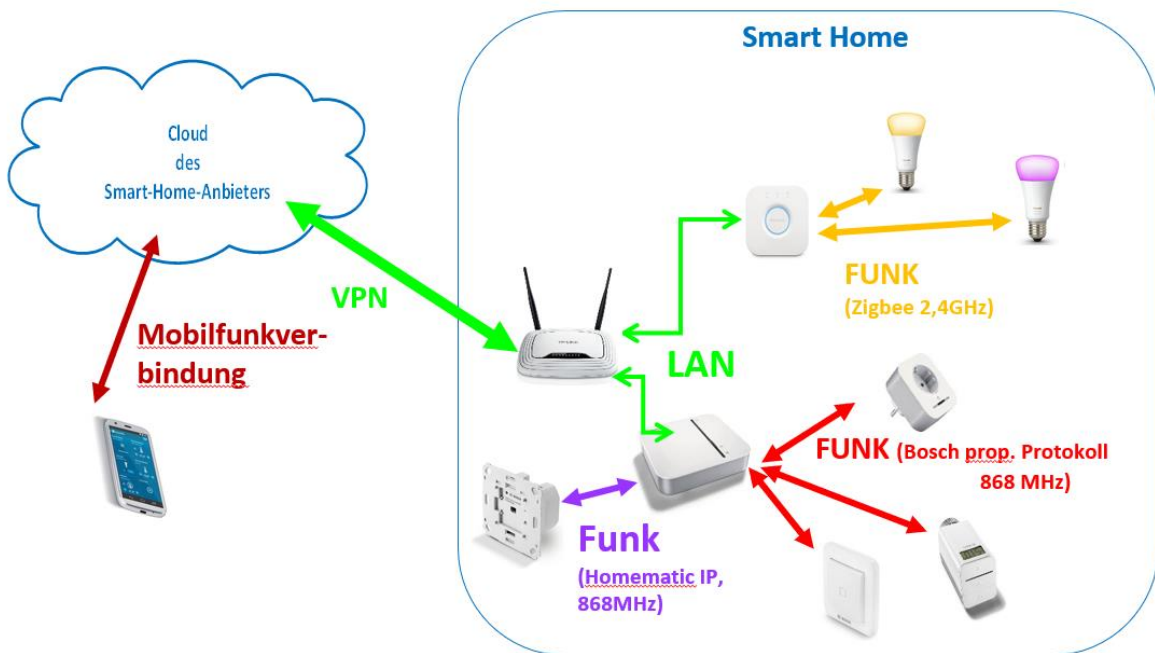 Smart Home
Cloud
des
Smart-Home-Anbieters
VPN
Mobilfunkver-
bindung
FUNK
(Zigbee 2,4GHz)
LAN
FUNK (Bosch prop. Protokoll
868 MHz)
Funk
(Homematic IP,
868MHz)